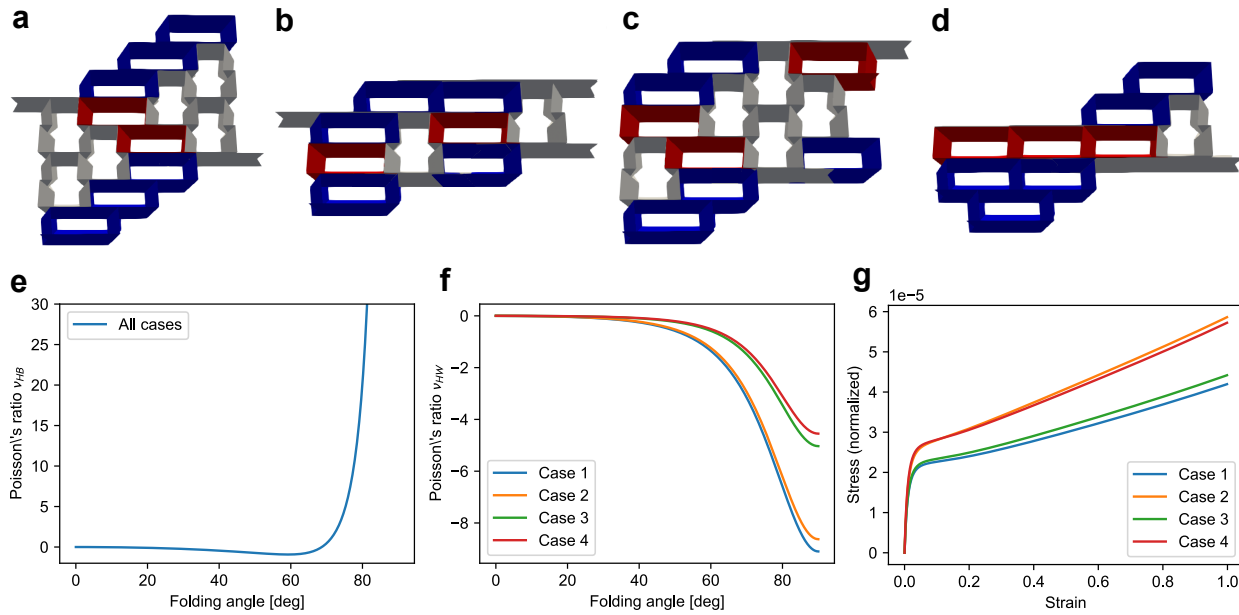 a
b
c
d
e
30
25
20
15
10
5
0
Poisson\'s ratio νHB
All cases
0
20
40
60
80
Folding angle [deg]
f
0
−2
−4
−6
−8
Poisson\'s ratio νHW
Case 1
Case 2
Case 3
Case 4
0
20
40
60
80
Folding angle [deg]
g
1e−5
6
5
4
3
2
1
0
Stress (normalized)
Case 1
Case 2
Case 3
Case 4
0.0
0.2
0.4
0.6
0.8
1.0
Strain